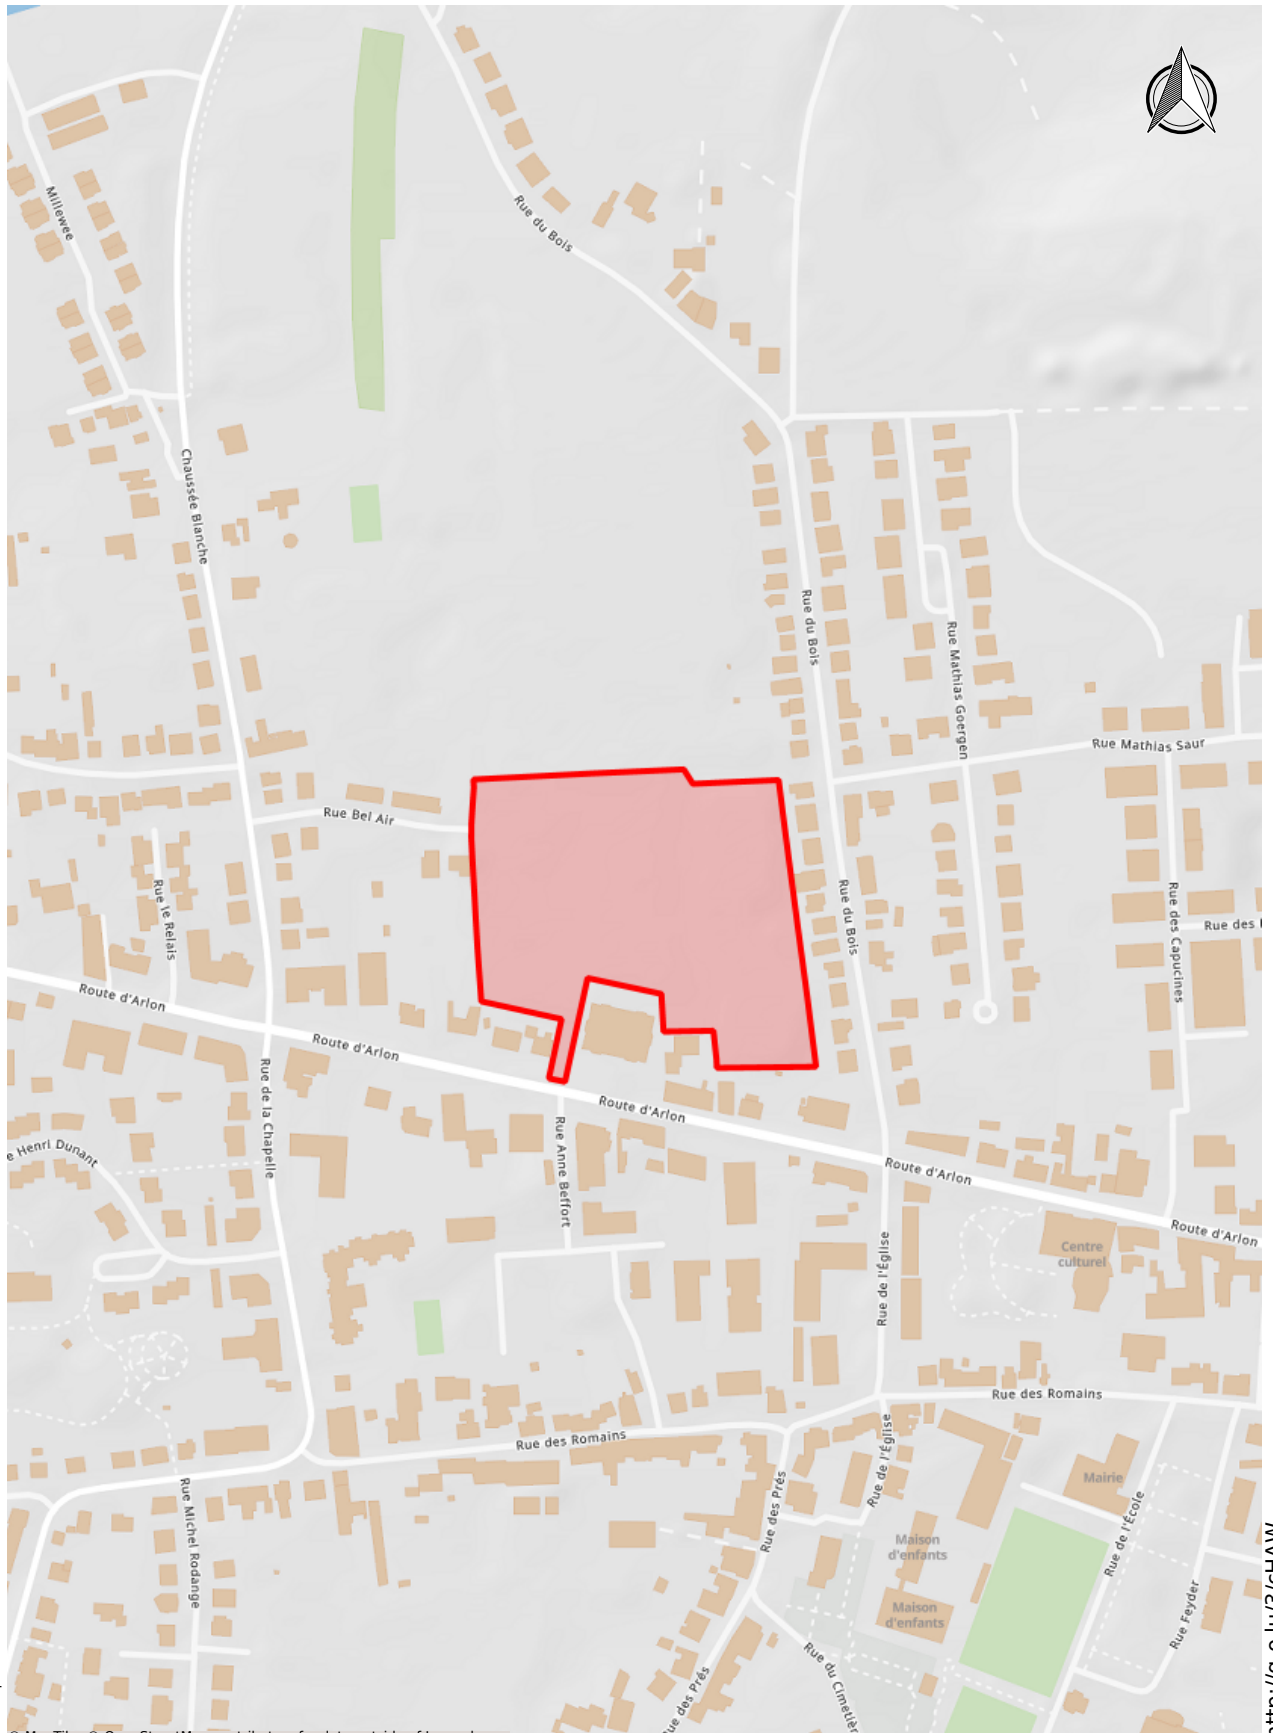 Millewee
Rue du Bois
Chaussée Blanche
Rue du Bois
Rue Mathias Goergen
Rue Mathias Saur
Rue Bel Air
Rue le Relais
Rue du Bois
Rue des Capucines
Rue des
Route d'Arlon
Route d'Arlon
Rue de la Chapelle
Route d'Arlon
Rue Anne Beffort
e Henri Dunant
Route d'Arlon
Route d'Arlon
Centre
culturel
Rue de l'Église
Rue des Romains
Rue des Romains
Rue de l'Église
Mairie
Rue Michel Rodange
Rue des Prés
Rue de l'École
Maison
d'enfants
Maison
d'enfants
Rue Feyder
Rue du Cimetièr
ue des Prés